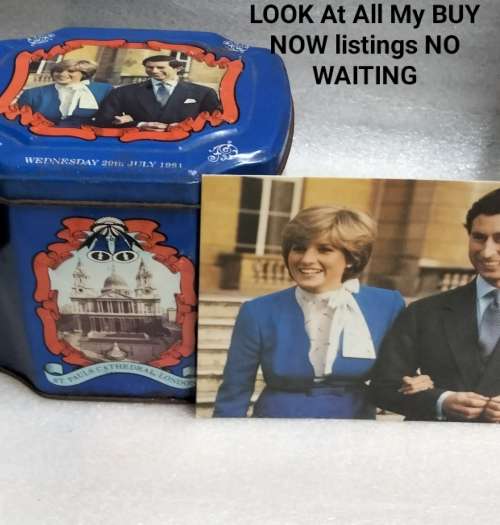 LOOK At All My BUY
NOW listings NO
WAITING
WEDNESDAY 29th JULY 1981
ST. PAULS CATHEDRAL, LONDON